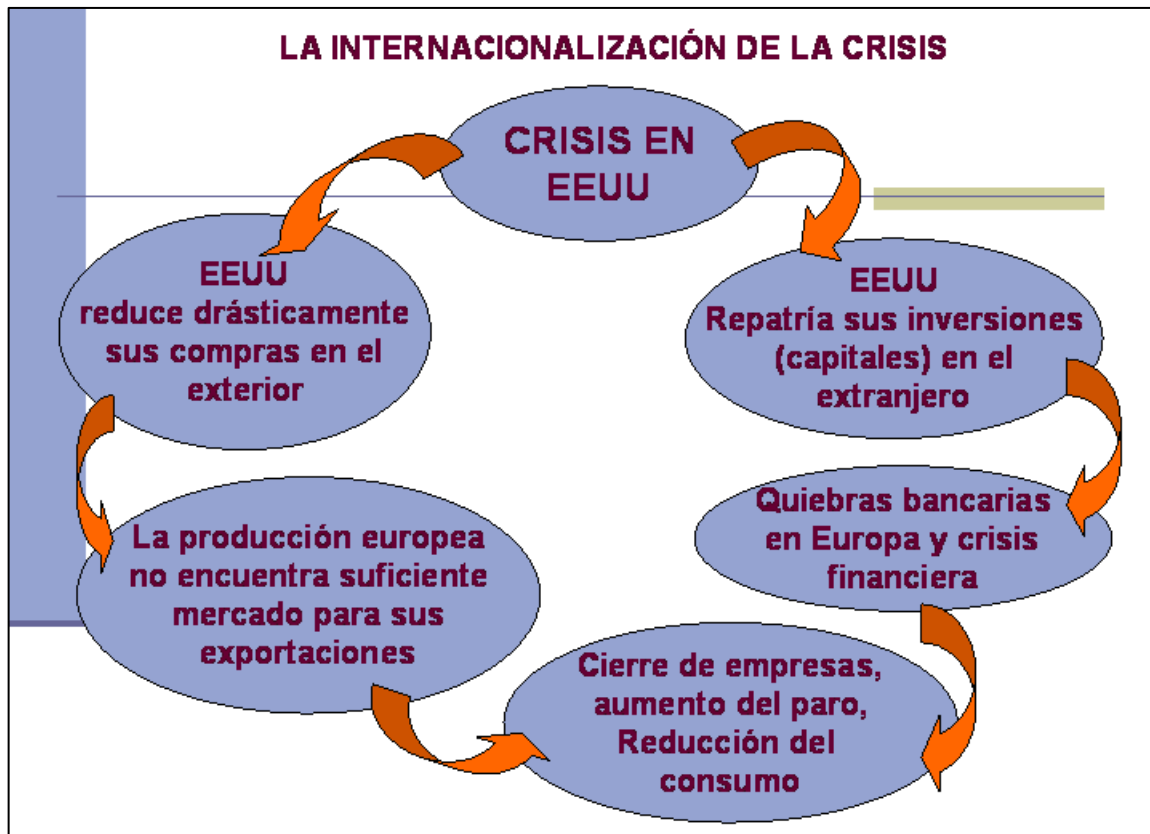 LA INTERNACIONALIZACIÓN DE LA CRISIS
CRISIS EN
EEUU
EEUU
reduce drásticamente
sus compras en el
exterior
EEUU
Repatría sus inversiones
(capitales) en el
extranjero
La producción europea
no encuentra suficiente
mercado para sus
exportaciones
Quiebras bancarias
en Europa y crisis
financiera
Cierre de empresas,
aumento del paro,
Reducción del
consumo